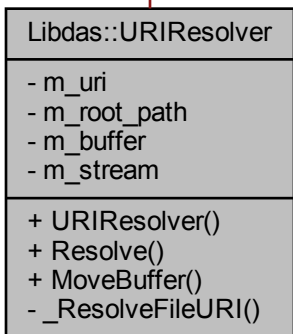 Libdas::URIResolver
- m_uri
- m_root_path
- m_buffer
- m_stream
+ URIResolver()
+ Resolve()
+ MoveBuffer()
- _ResolveFileURI()